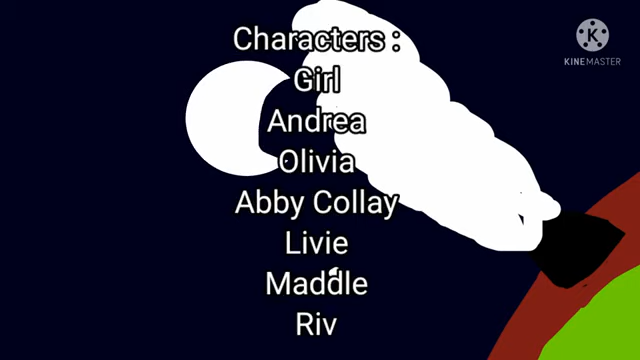 Characters :
Girl
Andrea
Olivia
Abby Collay
Livie
Maddle
Riv
K
KINEMASTER